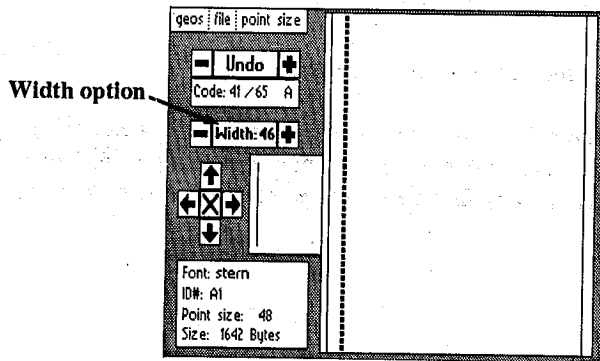 geos file point size
Undo
Code: 41/65 A
Width option
Width: 46
Font: stern
ID#: A1
Point size: 48
Size: 1642 Bytes